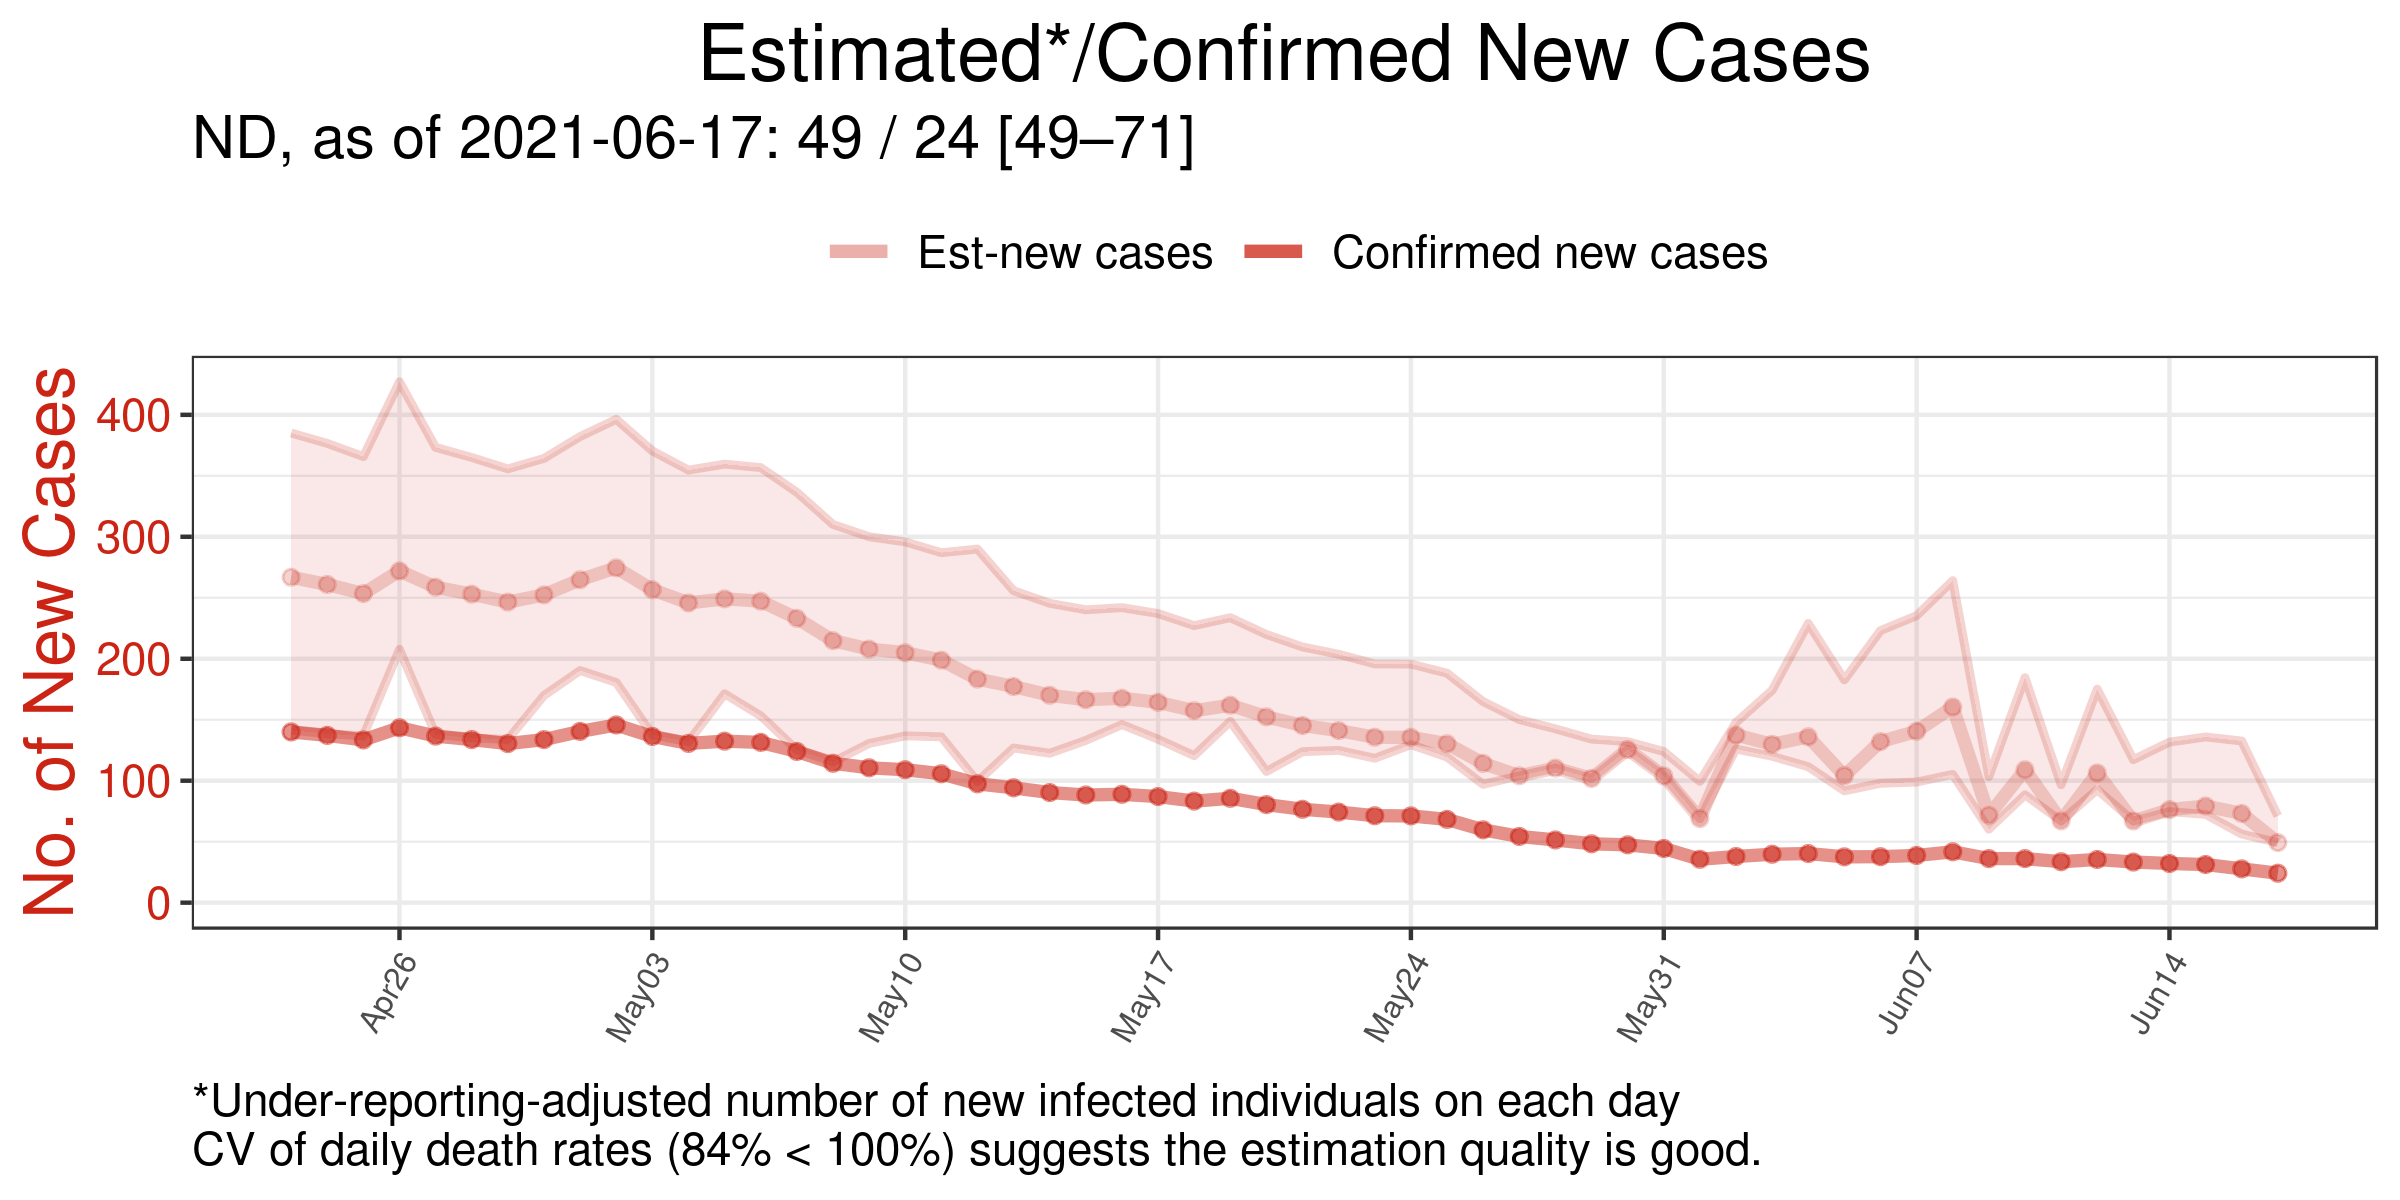 Estimated*/Confirmed New Cases
ND, as of 2021-06-17: 49 / 24 [49–71]
Est-new cases
Confirmed new cases
No. of New Cases
400
300
200
100
0
Apr26
May03
May10
May17
May24
May31
Jun07
Jun14
*Under-reporting-adjusted number of new infected individuals on each day
CV of daily death rates (84% < 100%) suggests the estimation quality is good.